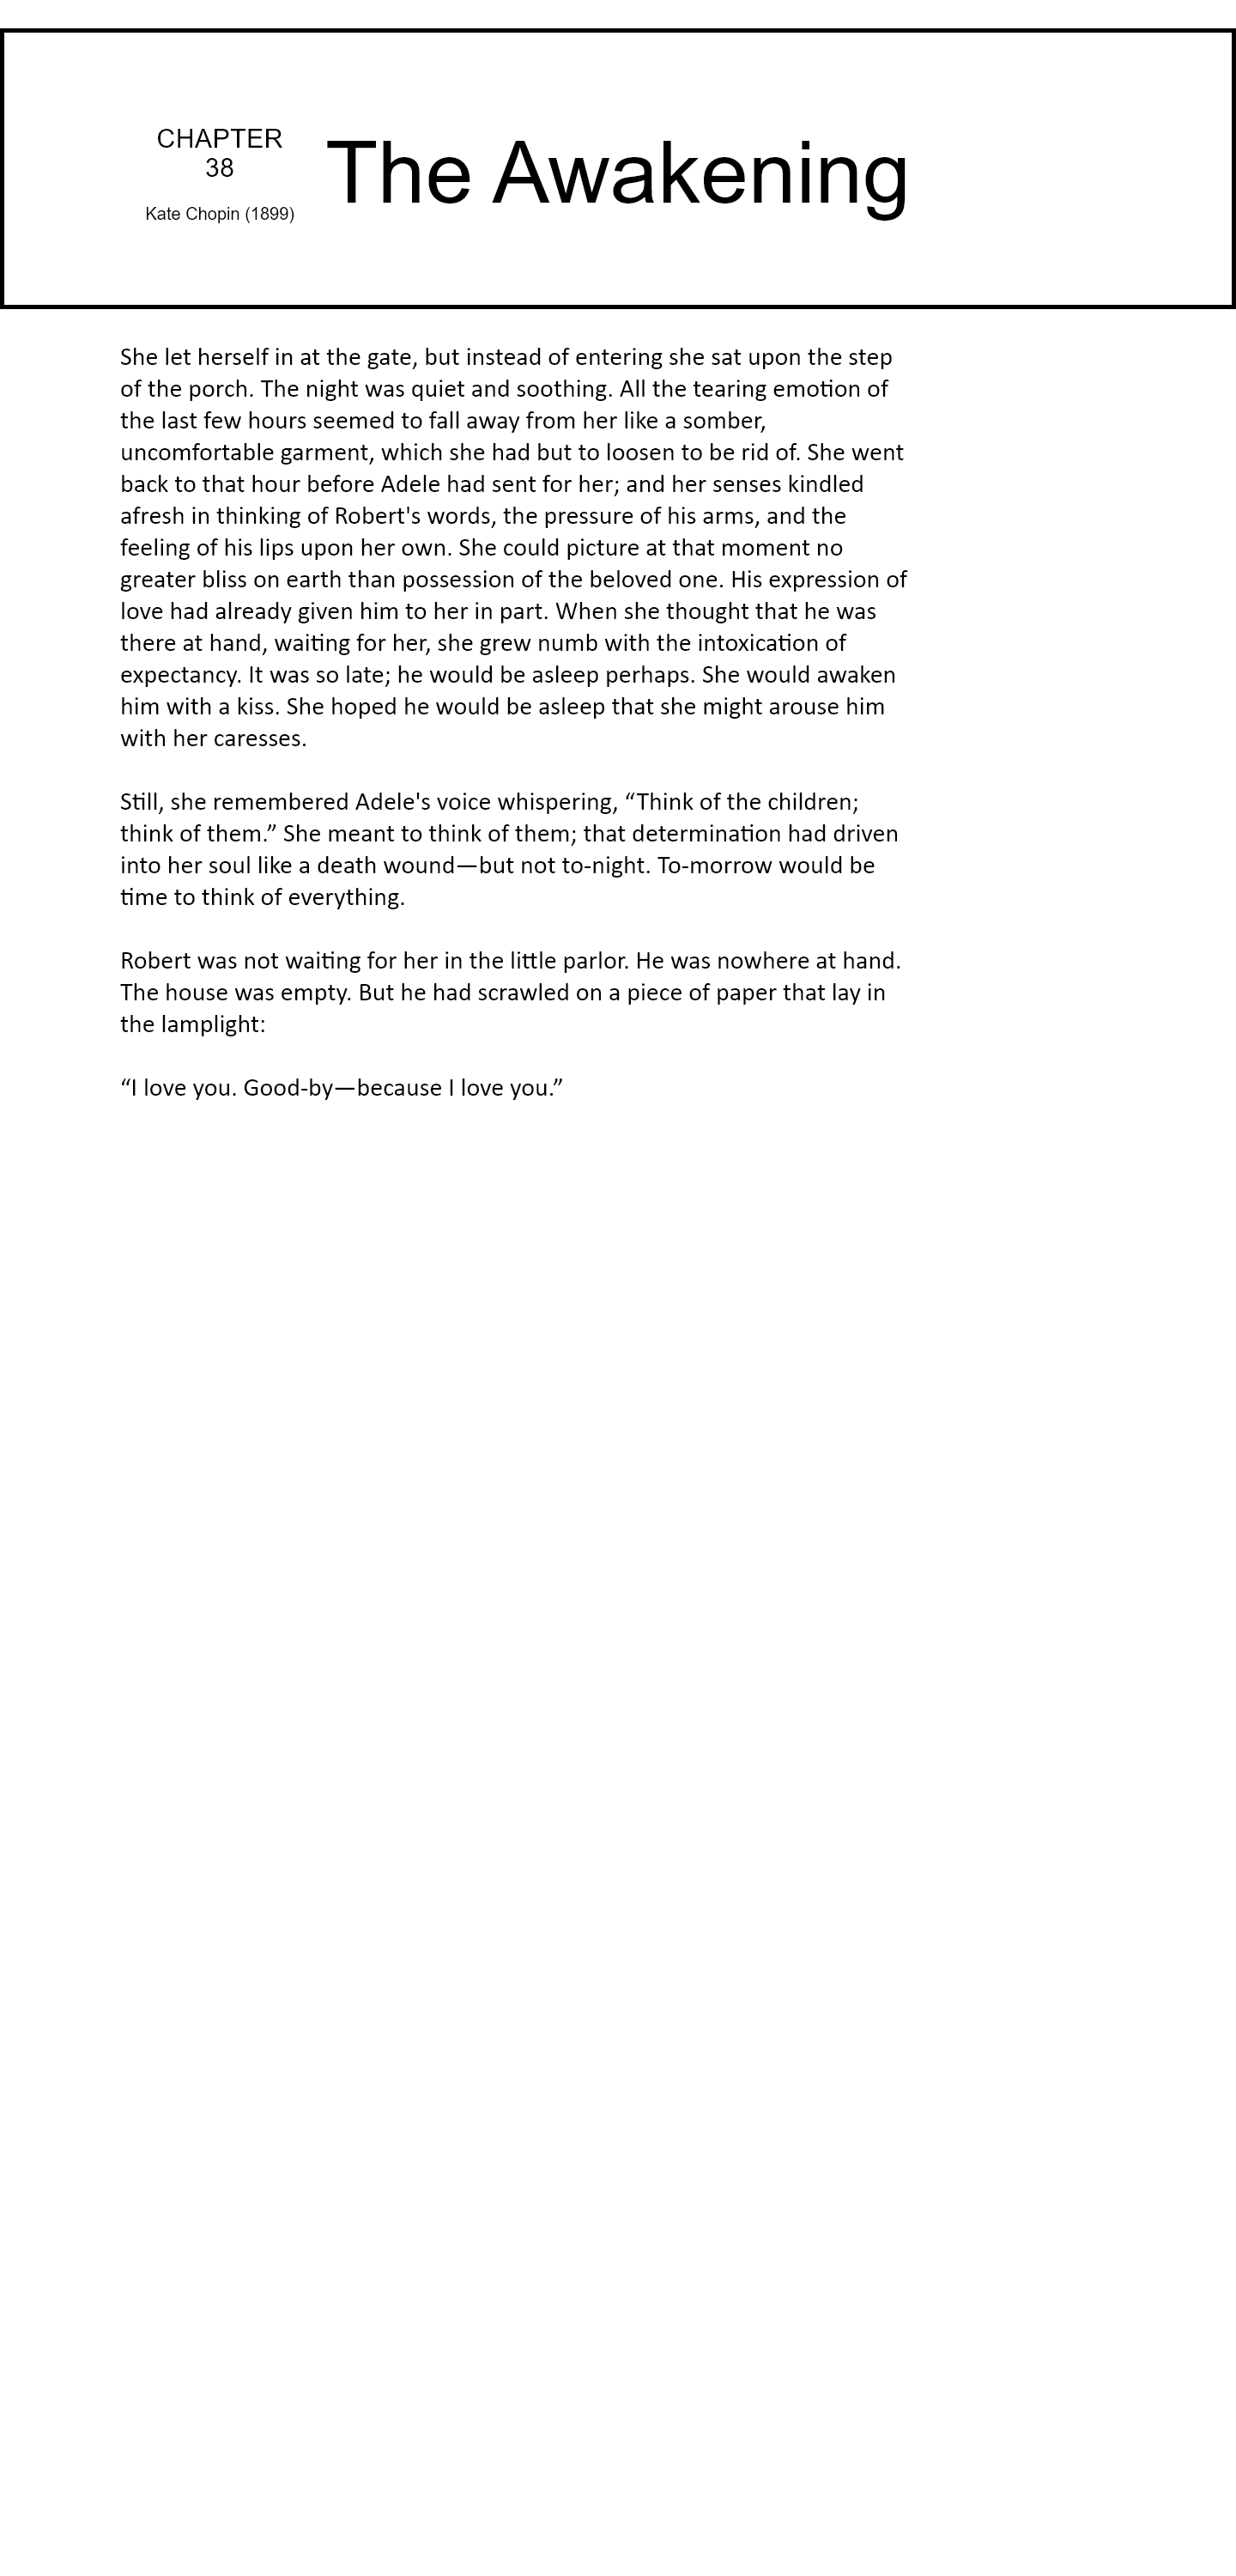 CHAPTER
38
Kate Chopin (1899)
The Awakening
She let herself in at the gate, but instead of entering she sat upon the step
of the porch. The night was quiet and soothing. All the tearing emotion of
the last few hours seemed to fall away from her like a somber,
uncomfortable garment, which she had but to loosen to be rid of. She went
back to that hour before Adele had sent for her; and her senses kindled
afresh in thinking of Robert's words, the pressure of his arms, and the
feeling of his lips upon her own. She could picture at that moment no
greater bliss on earth than possession of the beloved one. His expression of
love had already given him to her in part. When she thought that he was
there at hand, waiting for her, she grew numb with the intoxication of
expectancy. It was so late; he would be asleep perhaps. She would awaken
him with a kiss. She hoped he would be asleep that she might arouse him
with her caresses.
Still, she remembered Adele's voice whispering, “Think of the children;
think of them.” She meant to think of them; that determination had driven
into her soul like a death wound—but not to-night. To-morrow would be
time to think of everything.
Robert was not waiting for her in the little parlor. He was nowhere at hand.
The house was empty. But he had scrawled on a piece of paper that lay in
the lamplight:
“I love you. Good-by—because I love you.”